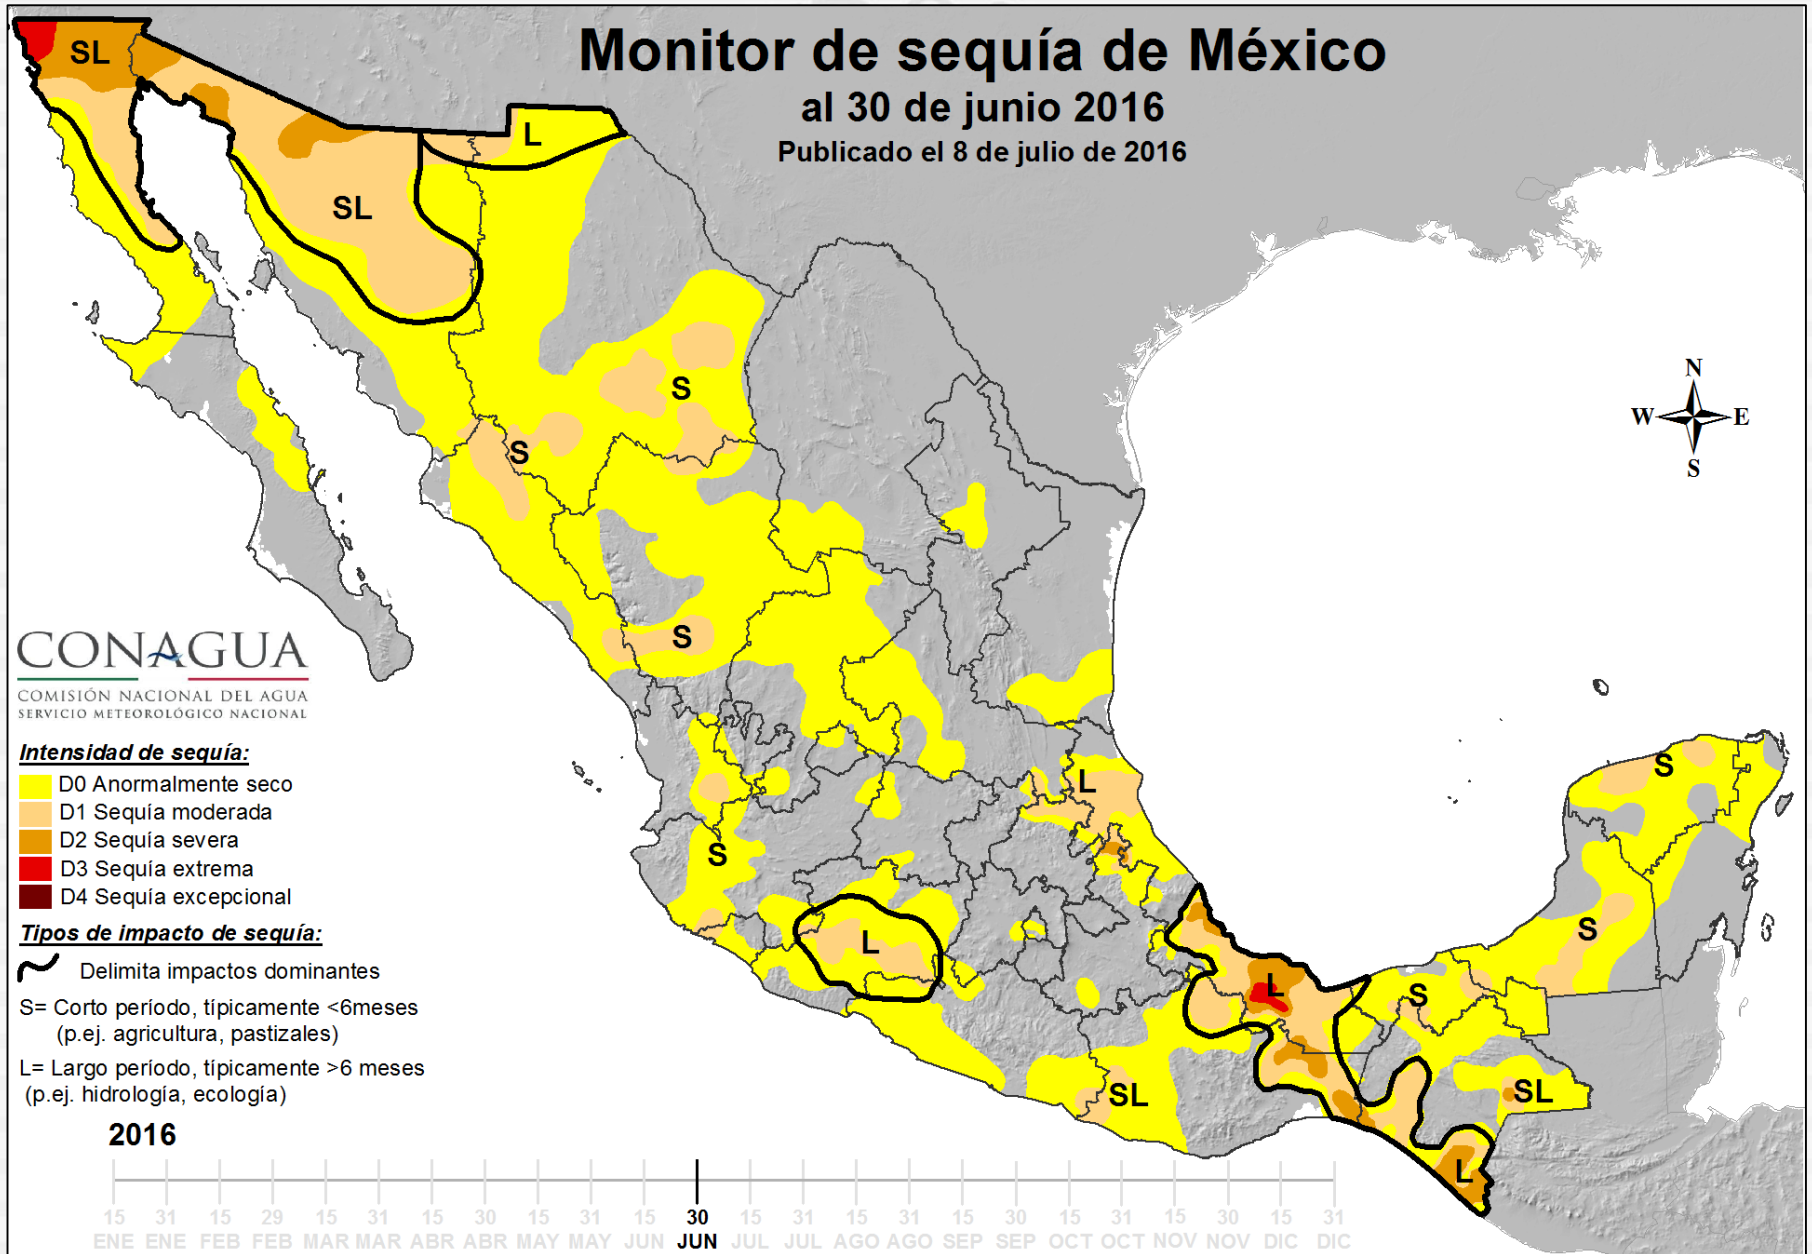 Monitor de sequía de México
al 30 de junio 2016
Publicado el 8 de julio de 2016
SL
L
SL
S
S
S
N
W E
S
CONAGUA
COMISIÓN NACIONAL DEL AGUA
SERVICIO METEOROLÓGICO NACIONAL
Intensidad de sequía:
D0 Anormalmente seco
D1 Sequía moderada
D2 Sequía severa
D3 Sequía extrema
D4 Sequía excepcional
Tipos de impacto de sequía:
Delimita impactos dominantes
S= Corto período, típicamente <6meses
(p.ej. agricultura, pastizales)
L= Largo período, típicamente >6 meses
(p.ej. hidrología, ecología)
S
L
S
L
S
L
S
S
SL
SL
L
2016
15 31 15 29 15 31 15 30 15 31 15 30 15 31 15 31 15 30 15 31 15 30 15 31
ENE ENE FEB FEB MAR MAR ABR ABR MAY MAY JUN JUN JUL JUL AGO AGO SEP SEP OCT OCT NOV NOV DIC DIC